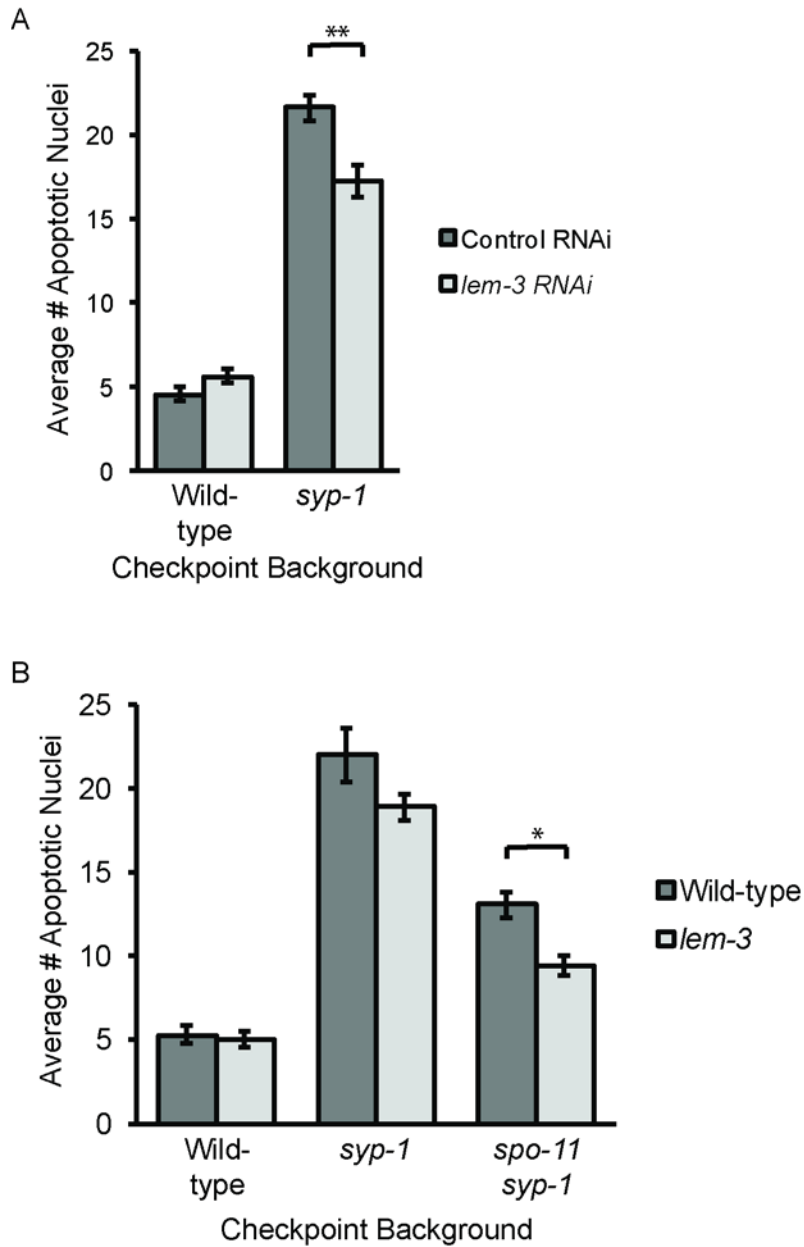 A
Average # Apoptotic Nuclei
25
20
15
10
5
0
**
Wild-
type
syp-1
Checkpoint Background
Control RNAi
lem-3 RNAi
B
Average # Apoptotic Nuclei
25
20
15
10
5
0
*
Wild-
type
syp-1
spo-11
syp-1
Checkpoint Background
Wild-type
lem-3